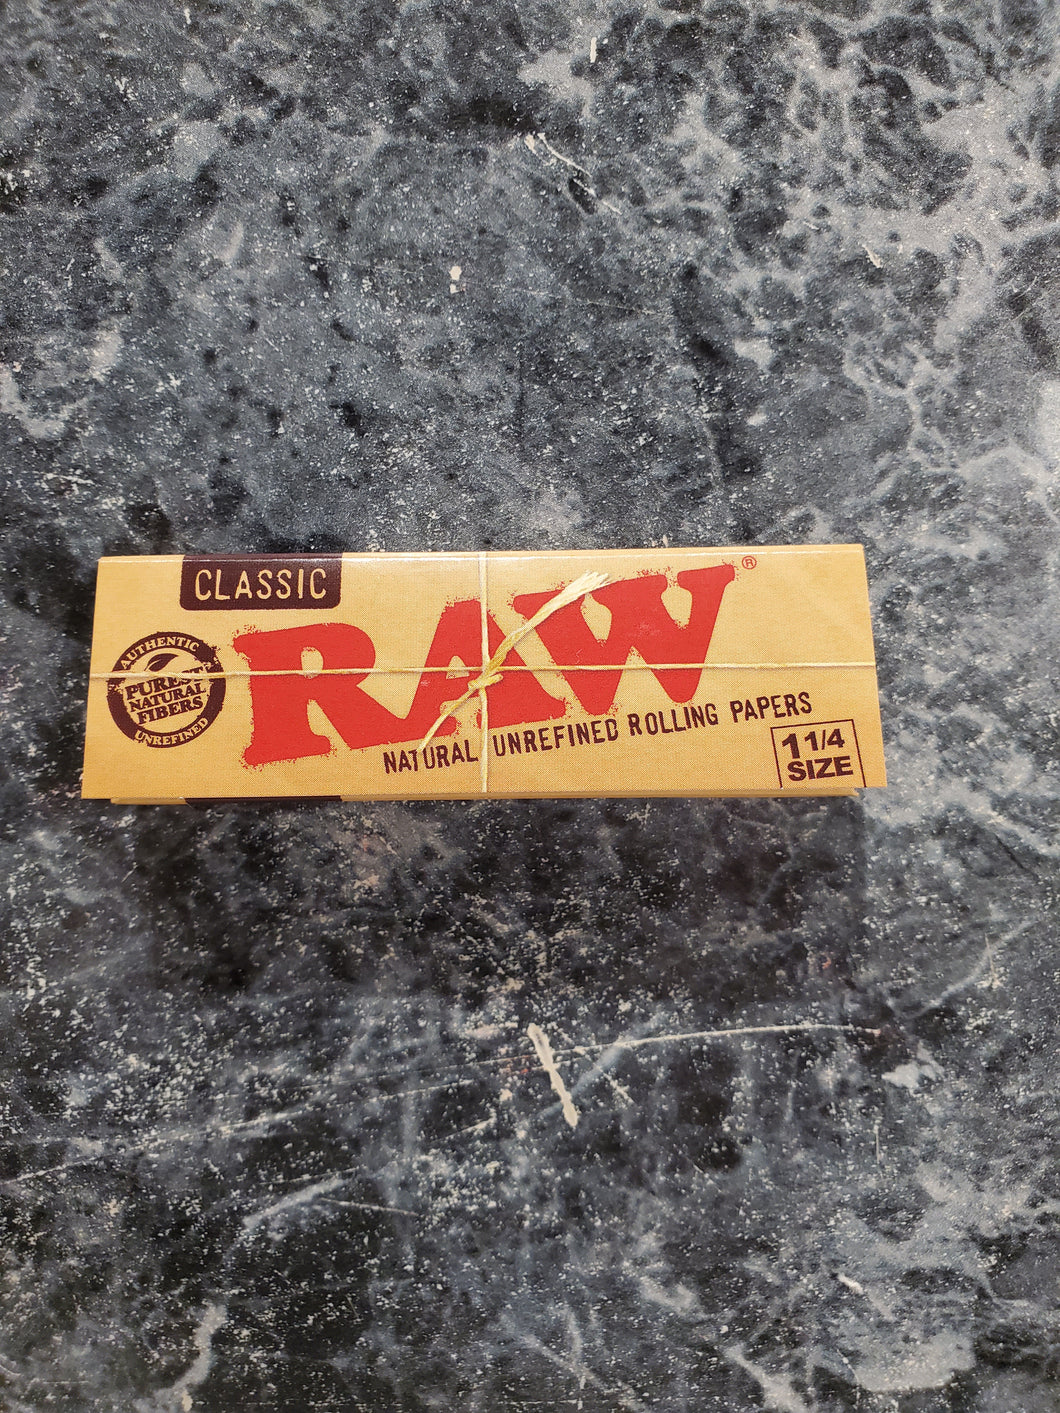 CLASSIC
RAW®
AUTHENTIC
PUREST
NATURAL
FIBERS
UNREFINED
NATURAL UNREFINED ROLLING PAPERS
1 1/4
SIZE